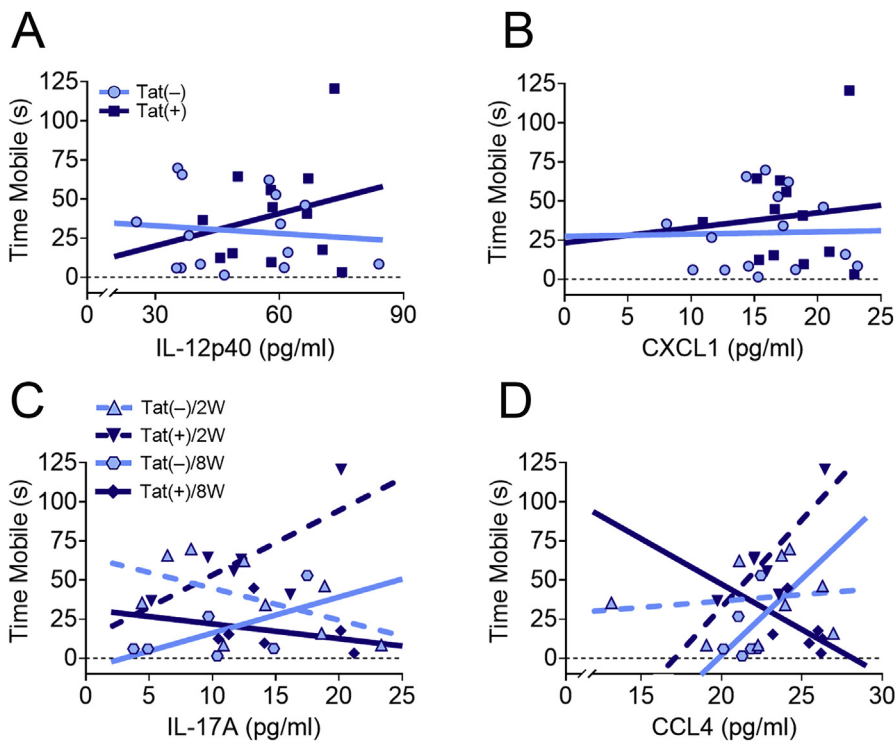 A
B
125
100
75
50
25
0
Time Mobile (s)
Tat(–)
Tat(+)
0
30
60
90
IL-12p40 (pg/ml)
125
100
75
50
25
0
Time Mobile (s)
0
5
10
15
20
25
CXCL1 (pg/ml)
C
D
Tat(–)/2W
Tat(+)/2W
Tat(–)/8W
Tat(+)/8W
125
100
75
50
25
0
Time Mobile (s)
0
5
10
15
20
25
IL-17A (pg/ml)
125
100
75
50
25
0
Time Mobile (s)
0
15
20
25
30
CCL4 (pg/ml)